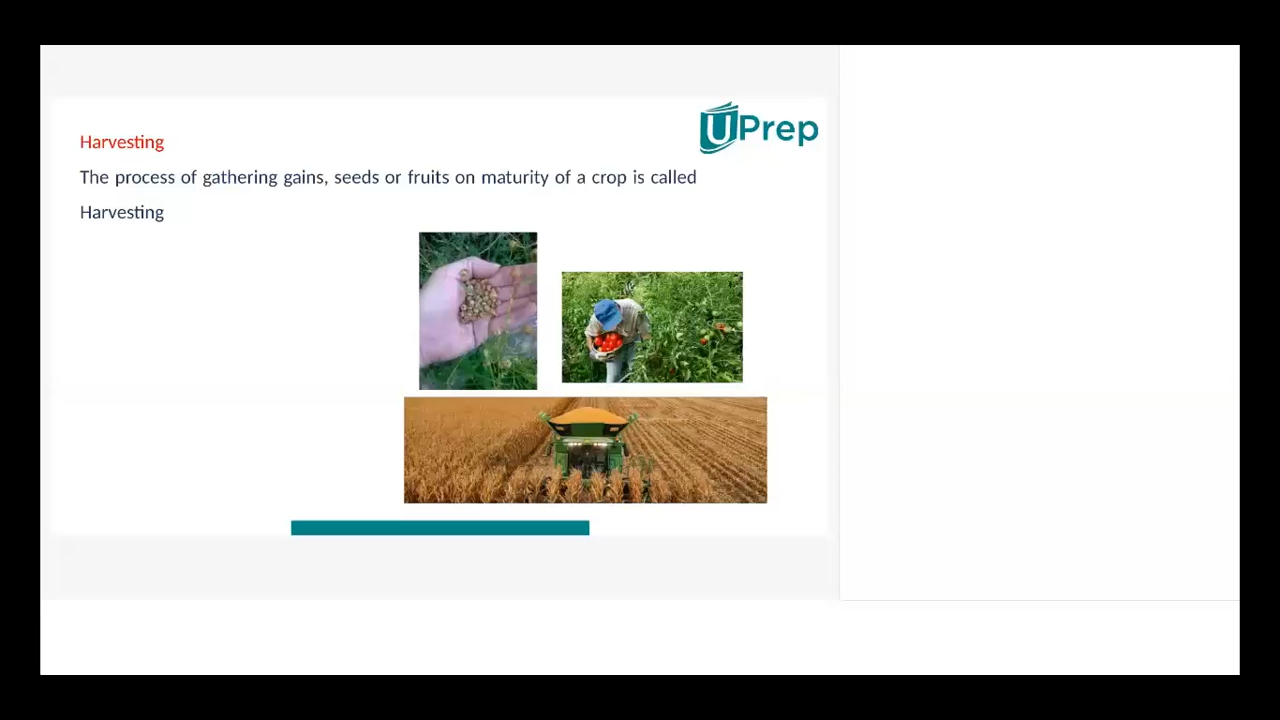 UPrep
Harvesting
The process of gathering gains, seeds or fruits on maturity of a crop is called
Harvesting